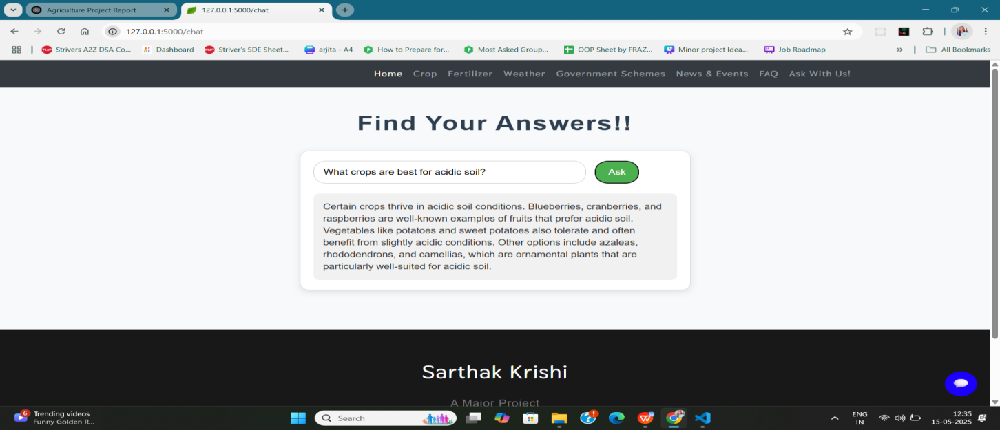 Agriculture Project Report
127.0.0.1:5000/chat
127.0.0.1:5000/chat
Strivers A2Z DSA Co...
Dashboard
Striver's SDE Sheet...
arjita - A4
How to Prepare for...
Most Asked Group...
OOP Sheet by FRAZ...
Minor project Idea...
Job Roadmap
All Bookmarks
Home Crop Fertilizer Weather Government Schemes News & Events FAQ Ask With Us!
Find Your Answers!!
What crops are best for acidic soil?
Ask
Certain crops thrive in acidic soil conditions. Blueberries, cranberries, and
raspberries are well-known examples of fruits that prefer acidic soil.
Vegetables like potatoes and sweet potatoes also tolerate and often
benefit from slightly acidic conditions. Other options include azaleas,
rhododendrons, and camellias, which are ornamental plants that are
particularly well-suited for acidic soil.
Sarthak Krishi
A Major Project
6
Trending videos
Funny Golden R...
Search
ENG
IN
12:35
15-05-2025